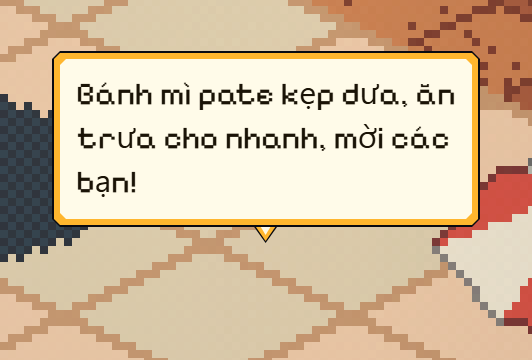 Bánh mì pate kẹp dưa, ăn
trưa cho nhanh, mời các
bạn!